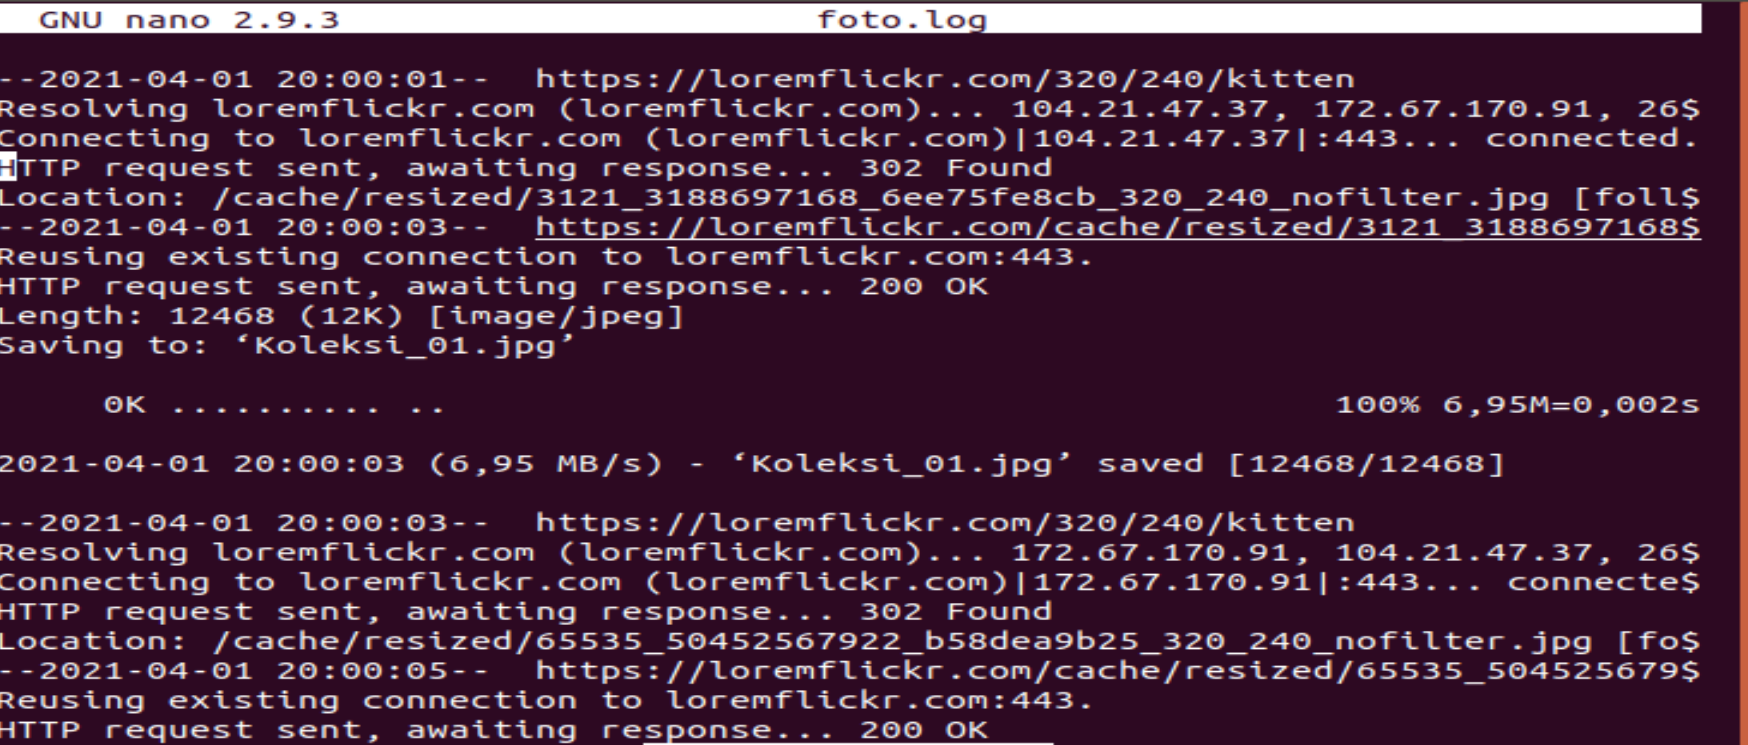 GNU nano 2.9.3 foto.log
--2021-04-01 20:00:01-- https://loremflickr.com/320/240/kitten
Resolving loremflickr.com (loremflickr.com)... 104.21.47.37, 172.67.170.91, 26$
Connecting to loremflickr.com (loremflickr.com)|104.21.47.37|:443... connected.
HTTP request sent, awaiting response... 302 Found
Location: /cache/resized/3121_3188697168_6ee75fe8cb_320_240_nofilter.jpg [foll$
--2021-04-01 20:00:03-- https://loremflickr.com/cache/resized/3121_3188697168$
Reusing existing connection to loremflickr.com:443.
HTTP request sent, awaiting response... 200 OK
Length: 12468 (12K) [image/jpeg]
Saving to: ‘Koleksi_01.jpg’
0K .......... .. 100% 6,95M=0,002s
2021-04-01 20:00:03 (6,95 MB/s) - ‘Koleksi_01.jpg’ saved [12468/12468]
--2021-04-01 20:00:03-- https://loremflickr.com/320/240/kitten
Resolving loremflickr.com (loremflickr.com)... 172.67.170.91, 104.21.47.37, 26$
Connecting to loremflickr.com (loremflickr.com)|172.67.170.91|:443... connecte$
HTTP request sent, awaiting response... 302 Found
Location: /cache/resized/65535_50452567922_b58dea9b25_320_240_nofilter.jpg [fo$
--2021-04-01 20:00:05-- https://loremflickr.com/cache/resized/65535_504525679$
Reusing existing connection to loremflickr.com:443.
HTTP request sent, awaiting response... 200 OK